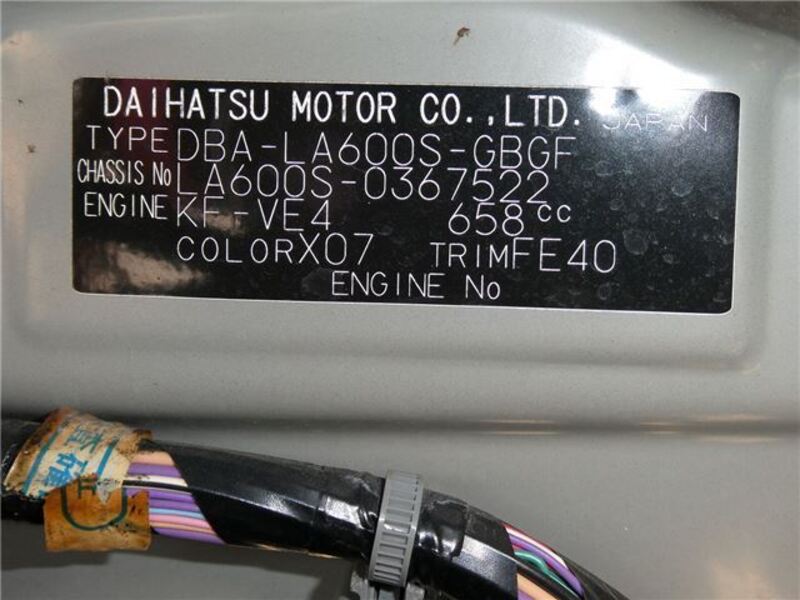 DAIHATSU MOTOR CO.,LTD. JAPAN
TYPE DBA-LA600S-GBGF
CHASSIS No LA600S-0367522
ENGINE KF-VE4 658cc
COLOR X07 TRIM FE40
ENGINE No